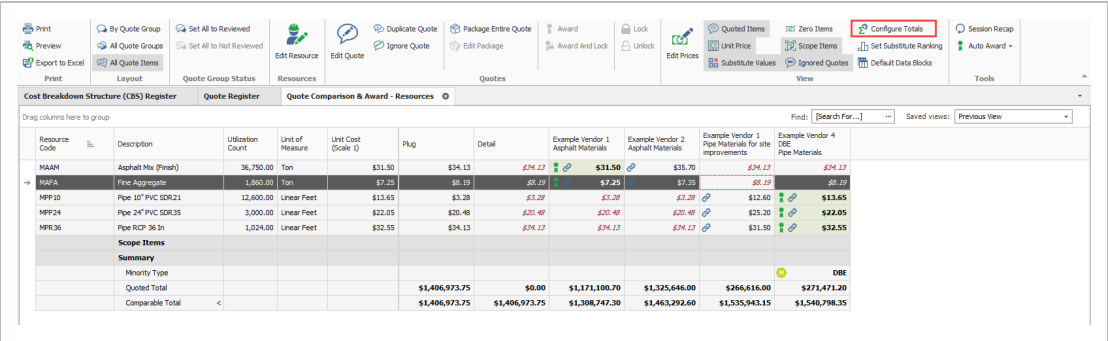 Print
Preview
Export to Excel
Print
By Quote Group
All Quote Groups
All Quote Items
Layout
Set All to Reviewed
Set All to Not Reviewed
Quote Group Status
Edit Resource
Resources
Edit Quote
Duplicate Quote
Ignore Quote
Package Entire Quote
Edit Package
Award
Award And Lock
Lock
Unlock
Quotes
Edit Prices
Quoted Items
Unit Price
Substitute Values
Zero Items
Scope Items
Ignored Quotes
Configure Totals
Set Substitute Ranking
Default Data Blocks
View
Session Recap
Auto Award
Tools
Cost Breakdown Structure (CBS) Register Quote Register Quote Comparison & Award - Resources
Drag columns here to group Find: [Search For...] ... Saved views: Previous View
Resource Code Description Utilization Count Unit of Measure Unit Cost (Scale 1) Plug Detail Example Vendor 1 Asphalt Materials Example Vendor 2 Asphalt Materials Example Vendor 1 Pipe Materials for site improvements Example Vendor 4 DBE Pipe Materials
MAAM Asphalt Mix (Finish) 36,750.00 Ton $31.50 $34.13 $34.13 $31.50 $35.70 $34.13 $34.13
MAFA Fine Aggregate 1,860.00 Ton $7.25 $8.19 $8.19 $7.25 $7.35 $8.19 $8.19
MPP10 Pipe 10" PVC SDR21 12,600.00 Linear Feet $13.65 $3.28 $3.28 $3.28 $3.28 $12.60 $13.65
MPP24 Pipe 24" PVC SDR35 3,000.00 Linear Feet $22.05 $20.48 $20.48 $20.48 $20.48 $25.20 $22.05
MPR36 Pipe RCP 36 In 1,024.00 Linear Feet $32.55 $34.13 $34.13 $34.13 $34.13 $31.50 $32.55
Scope Items
Summary
Minority Type M DBE
Quoted Total $1,406,973.75 $0.00 $1,171,100.70 $1,325,646.00 $266,616.00 $271,471.20
Comparable Total < $1,406,973.75 $1,406,973.75 $1,308,747.30 $1,463,292.60 $1,535,943.15 $1,540,798.35